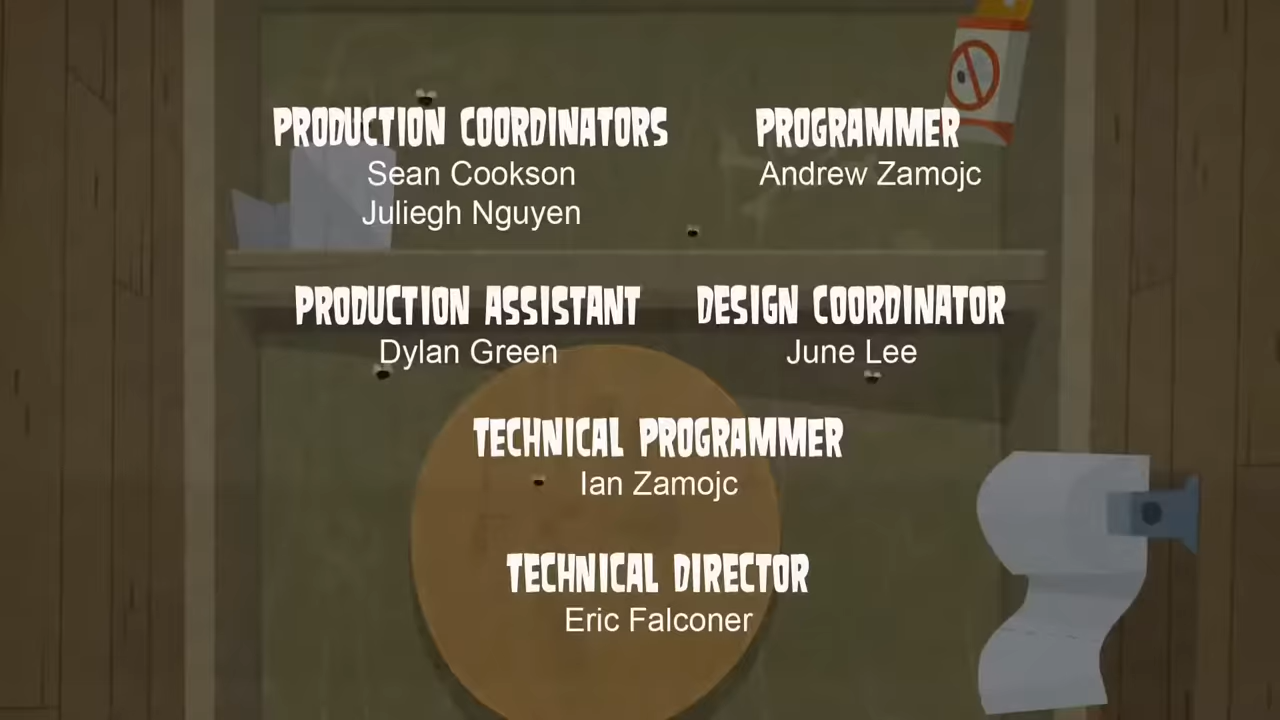 PRODUCTION COORDINATORS
Sean Cookson
Juliegh Nguyen
PROGRAMMER
Andrew Zamojc
PRODUCTION ASSISTANT
Dylan Green
DESIGN COORDINATOR
June Lee
TECHNICAL PROGRAMMER
Ian Zamojc
TECHNICAL DIRECTOR
Eric Falconer